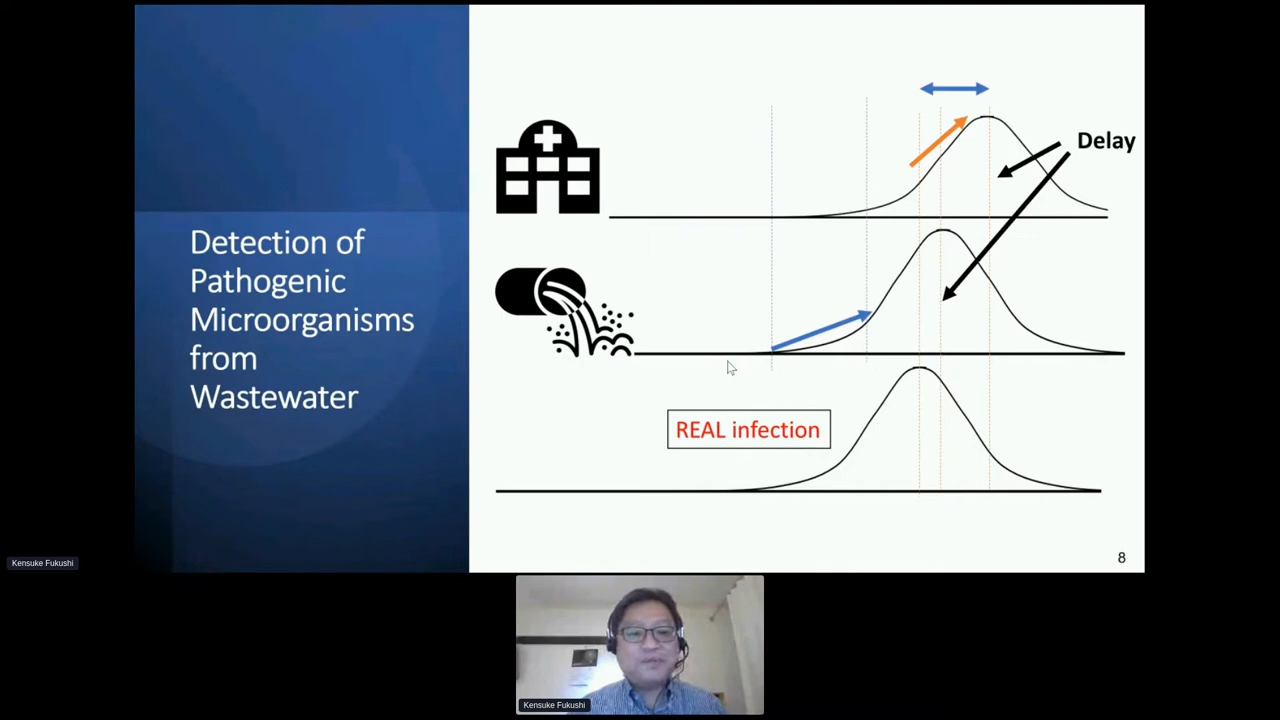 Detection of
Pathogenic
Microorganisms
from
Wastewater
Delay
REAL infection
8
Kensuke Fukushi
Kensuke Fukushi